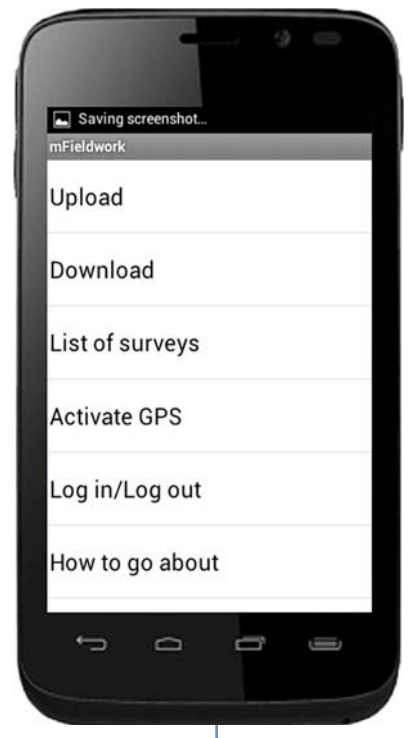 Saving screenshot...
mFieldwork
Upload
Download
List of surveys
Activate GPS
Log in/Log out
How to go about